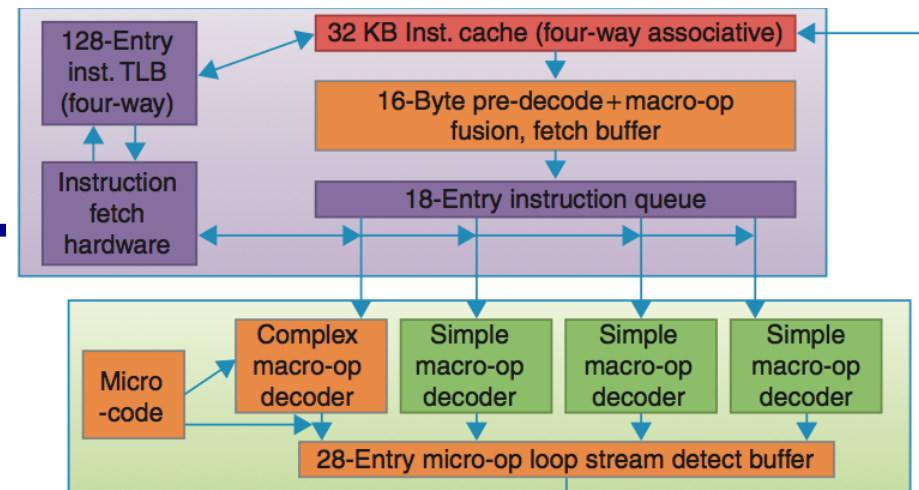 128-Entry
inst. TLB
(four-way)
32 KB Inst. cache (four-way associative)
16-Byte pre-decode+macro-op
fusion, fetch buffer
Instruction
fetch
hardware
18-Entry instruction queue
Micro
-code
Complex
macro-op
decoder
Simple
macro-op
decoder
Simple
macro-op
decoder
Simple
macro-op
decoder
28-Entry micro-op loop stream detect buffer